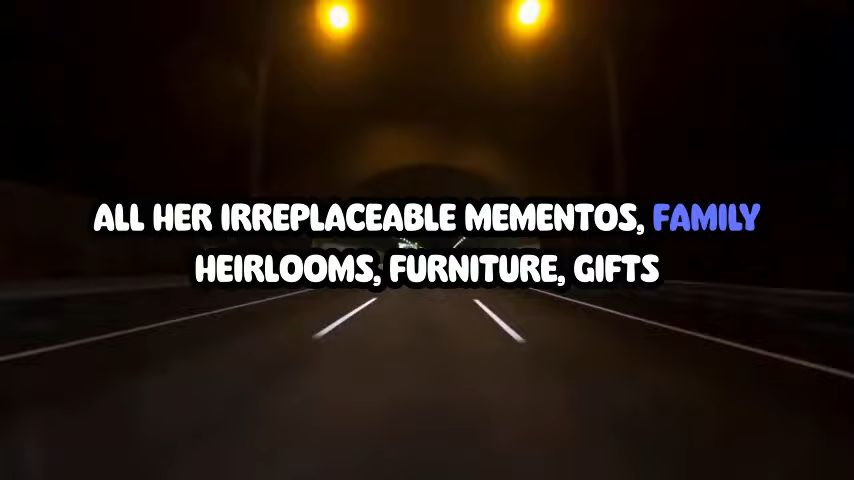 ALL HER IRREPLACEABLE MEMENTOS, FAMILY
HEIRLOOMS, FURNITURE, GIFTS